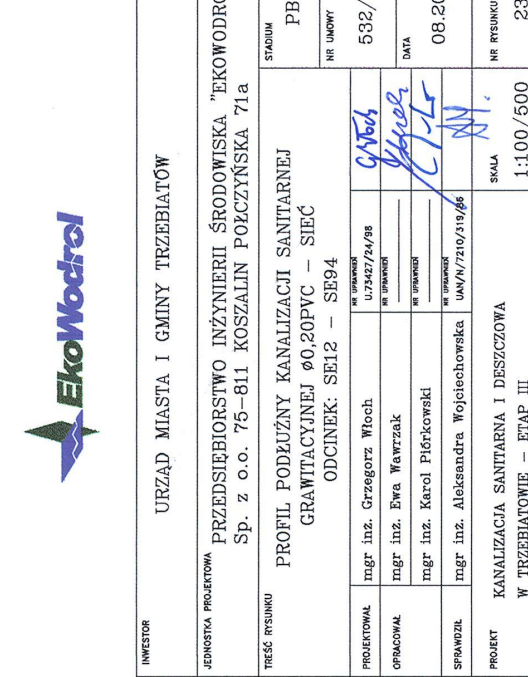 EkoWodrol
INWESTOR
URZĄD MIASTA I GMINY TRZEBIATÓW
JEDNOSTKA PROJEKTOWA
PRZEDSIĘBIORSTWO INŻYNIERII ŚRODOWISKA "EKOWODRO
Sp. z o.o. 75-811 KOSZALIN POŁCZYŃSKA 71a
TREŚĆ RYSUNKU
PROFIL PODŁUŻNY KANALIZACJI SANITARNEJ
GRAWITACYJNEJ ø0,20PVC – SIEĆ
ODCINEK: SE12 – SE94
STADIUM
PB
NR UMOWY
532/
DATA
08.20
PROJEKTOWAŁ
mgr inż. Grzegorz Włoch
NR UPRAWNIEŃ
U.73427/24/98
OPRACOWAŁ
mgr inż. Ewa Wawrzak
NR UPRAWNIEŃ
mgr inż. Karol Piórkowski
NR UPRAWNIEŃ
SPRAWDZIŁ
mgr inż. Aleksandra Wojciechowska
NR UPRAWNIEŃ
UAN/N/7210/319/86
PROJEKT
KANALIZACJA SANITARNA I DESZCZOWA
W TRZEBIATOWIE – ETAP III
SKALA
1:100/500
NR RYSUNKU
23